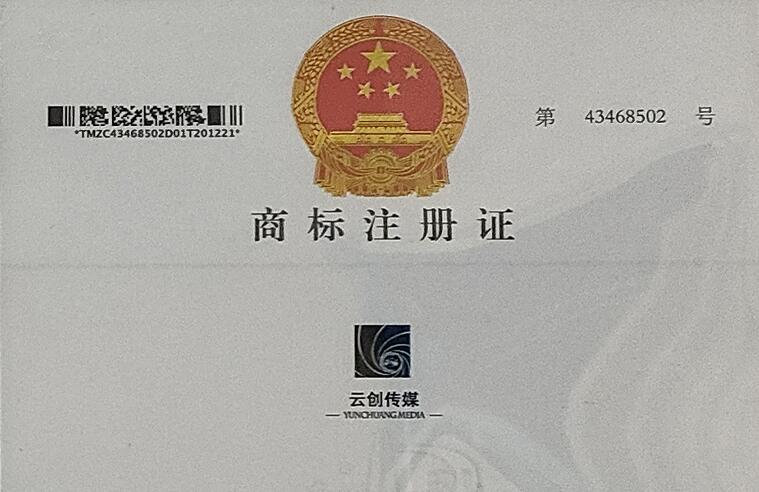 *TMZC43468502D01T201221*
第 43468502 号
商标注册证
云创传媒
— YUNCHUANG MEDIA —